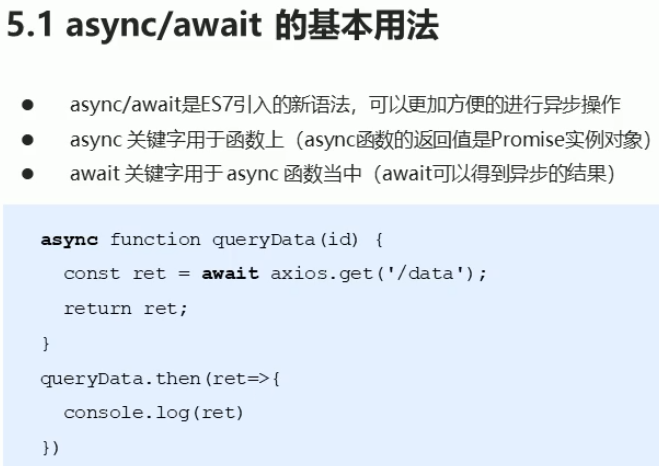 5.1 async/await 的基本用法
● async/await是ES7引入的新语法，可以更加方便的进行异步操作
● async 关键字用于函数上（async函数的返回值是Promise实例对象）
● await 关键字用于 async 函数当中（await可以得到异步的结果）
async function queryData(id) {
  const ret = await axios.get('/data');
  return ret;
}
queryData.then(ret=>{
  console.log(ret)
})